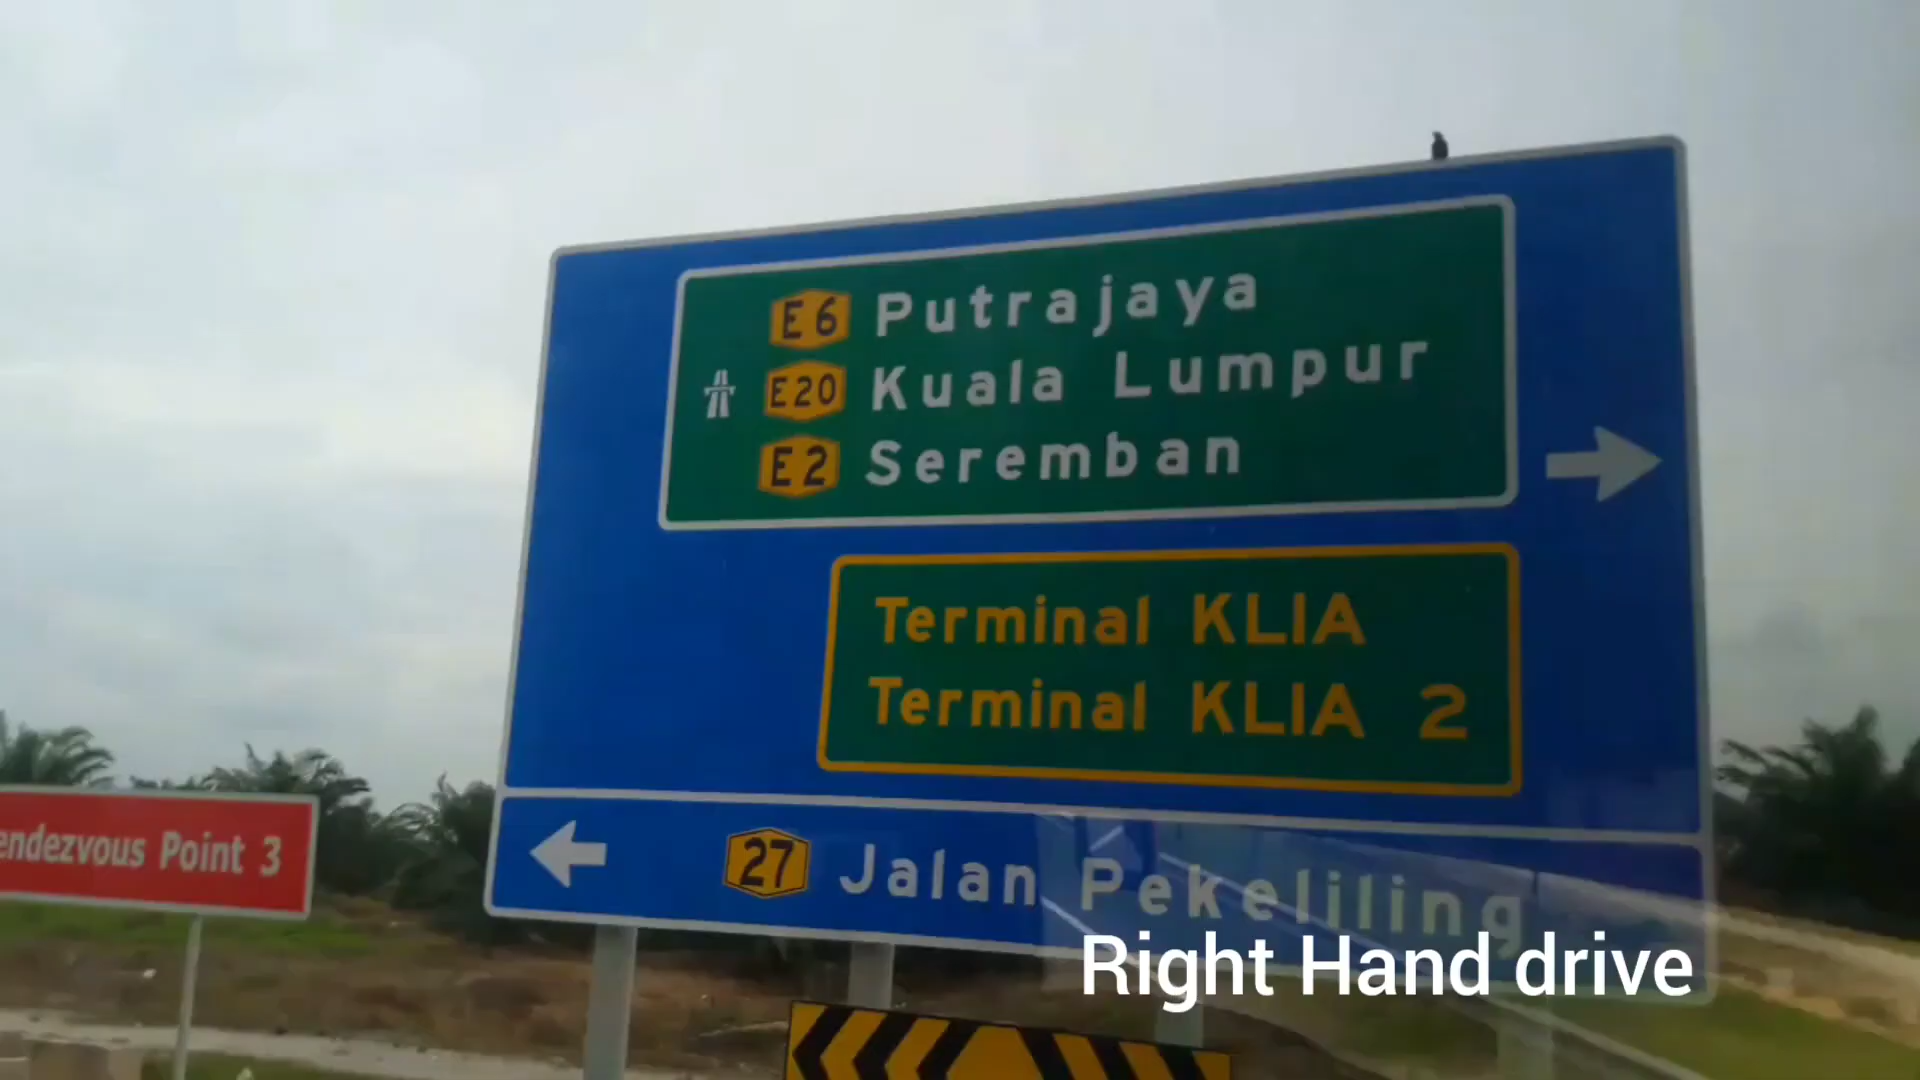 E6 Putrajaya
E20 Kuala Lumpur
E2 Seremban
Terminal KLIA
Terminal KLIA 2
27 Jalan Pekeliling
Point 3
Right Hand drive